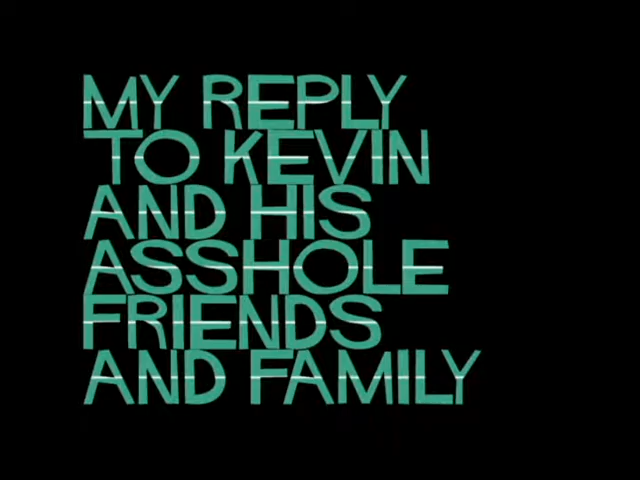 MY REPLY
TO KEVIN
AND HIS
ASSHOLE
FRIENDS
AND FAMILY